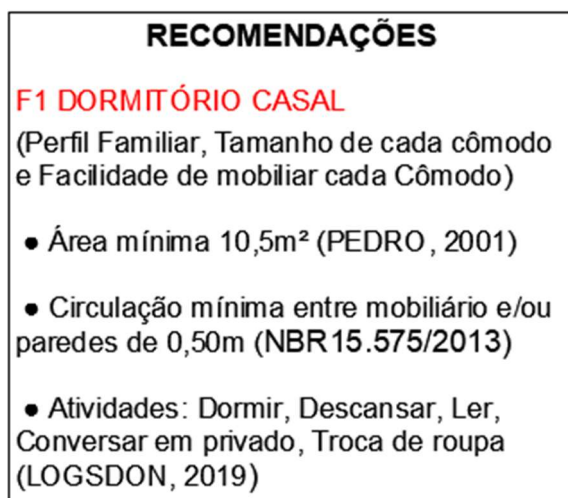 RECOMENDAÇÕES
F1 DORMITÓRIO CASAL
(Perfil Familiar, Tamanho de cada cômodo
e Facilidade de mobiliar cada Cômodo)
● Área mínima 10,5m² (PEDRO, 2001)
● Circulação mínima entre mobiliário e/ou
paredes de 0,50m (NBR15.575/2013)
● Atividades: Dormir, Descansar, Ler,
Conversar em privado, Troca de roupa
(LOGSDON, 2019)